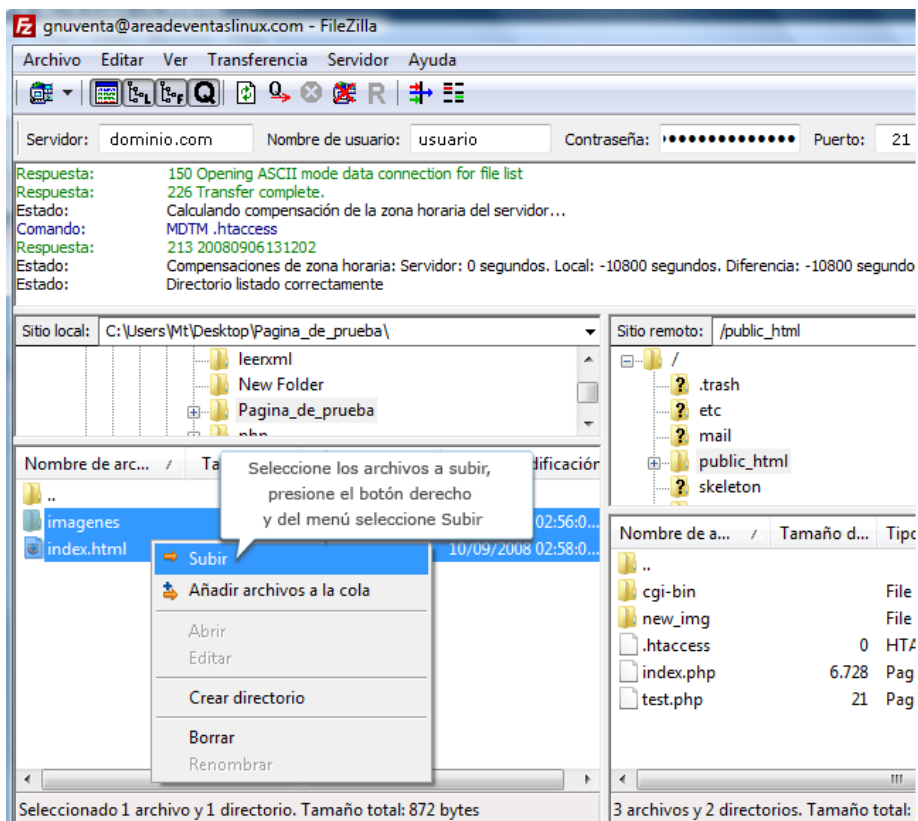 gnuventa@areadeventaslinux.com - FileZilla
Archivo Editar Ver Transferencia Servidor Ayuda
Servidor: dominio.com Nombre de usuario: usuario Contraseña: •••••••••••••• Puerto: 21
Respuesta: 150 Opening ASCII mode data connection for file list
Respuesta: 226 Transfer complete.
Estado: Calculando compensación de la zona horaria del servidor...
Comando: MDTM .htaccess
Respuesta: 213 20080906131202
Estado: Compensaciones de zona horaria: Servidor: 0 segundos. Local: -10800 segundos. Diferencia: -10800 segundo
Estado: Directorio listado correctamente
Sitio local: C:\Users\Mt\Desktop\Pagina_de_prueba\
leerxml
New Folder
Pagina_de_prueba
php
Nombre de arc... / Ta
Seleccione los archivos a subir,
presione el botón derecho
y del menú seleccione Subir
dificación
..
imagenes 02:56:0...
index.html 10/09/2008 02:58:0...
Subir
Añadir archivos a la cola
Abrir
Editar
Crear directorio
Borrar
Renombrar
Seleccionado 1 archivo y 1 directorio. Tamaño total: 872 bytes
Sitio remoto: /public_html
/
.trash
etc
mail
public_html
skeleton
Nombre de a... / Tamaño d... Tipo
..
cgi-bin File
new_img File
.htaccess 0 HTA
index.php 6.728 Pag
test.php 21 Pag
3 archivos y 2 directorios. Tamaño total: